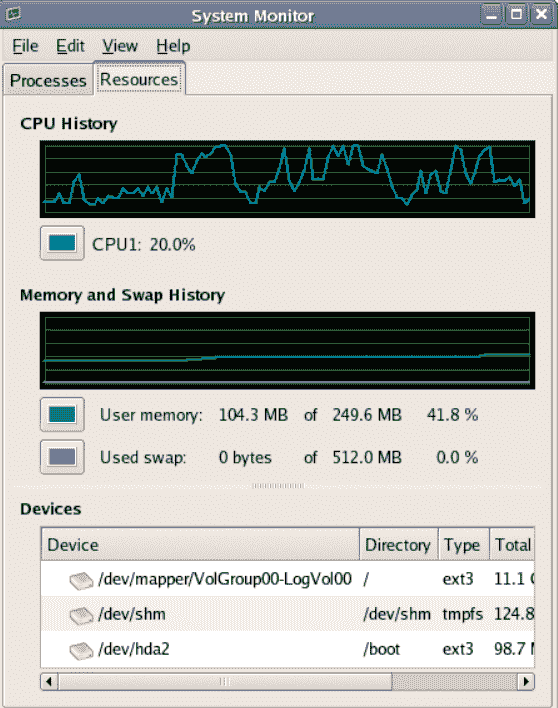 System Monitor
File Edit View Help
Processes Resources
CPU History
CPU1: 20.0%
Memory and Swap History
User memory: 104.3 MB of 249.6 MB 41.8 %
Used swap: 0 bytes of 512.0 MB 0.0 %
Devices
Device Directory Type Total
/dev/mapper/VolGroup00-LogVol00 / ext3 11.1
/dev/shm /dev/shm tmpfs 124.8
/dev/hda2 /boot ext3 98.7